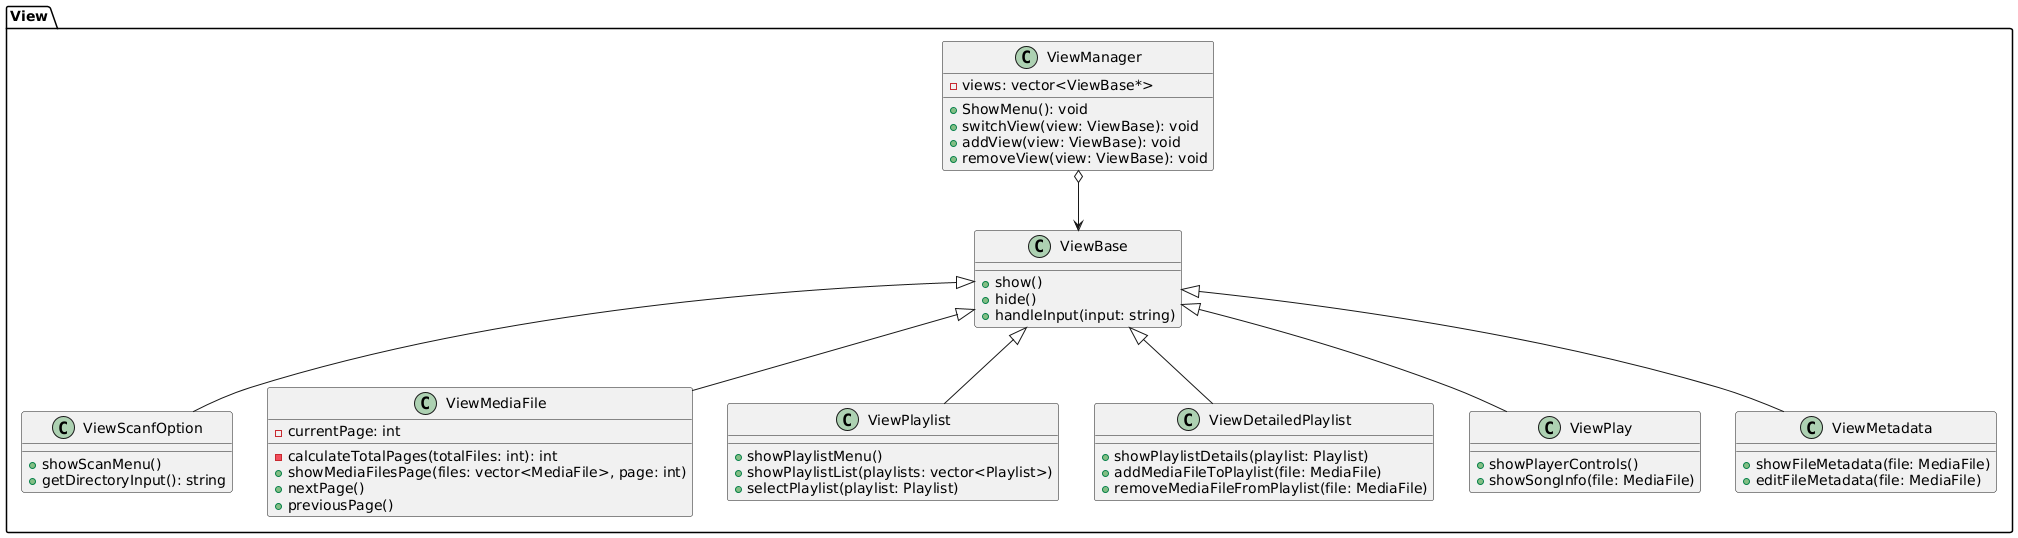 View
C ViewManager
views: vector<ViewBase*>
ShowMenu(): void
switchView(view: ViewBase): void
addView(view: ViewBase): void
removeView(view: ViewBase): void
C ViewBase
show()
hide()
handleInput(input: string)
C ViewScanfOption
showScanMenu()
getDirectoryInput(): string
C ViewMediaFile
currentPage: int
calculateTotalPages(totalFiles: int): int
showMediaFilesPage(files: vector<MediaFile>, page: int)
nextPage()
previousPage()
C ViewPlaylist
showPlaylistMenu()
showPlaylistList(playlists: vector<Playlist>)
selectPlaylist(playlist: Playlist)
C ViewDetailedPlaylist
showPlaylistDetails(playlist: Playlist)
addMediaFileToPlaylist(file: MediaFile)
removeMediaFileFromPlaylist(file: MediaFile)
C ViewPlay
showPlayerControls()
showSongInfo(file: MediaFile)
C ViewMetadata
showFileMetadata(file: MediaFile)
editFileMetadata(file: MediaFile)